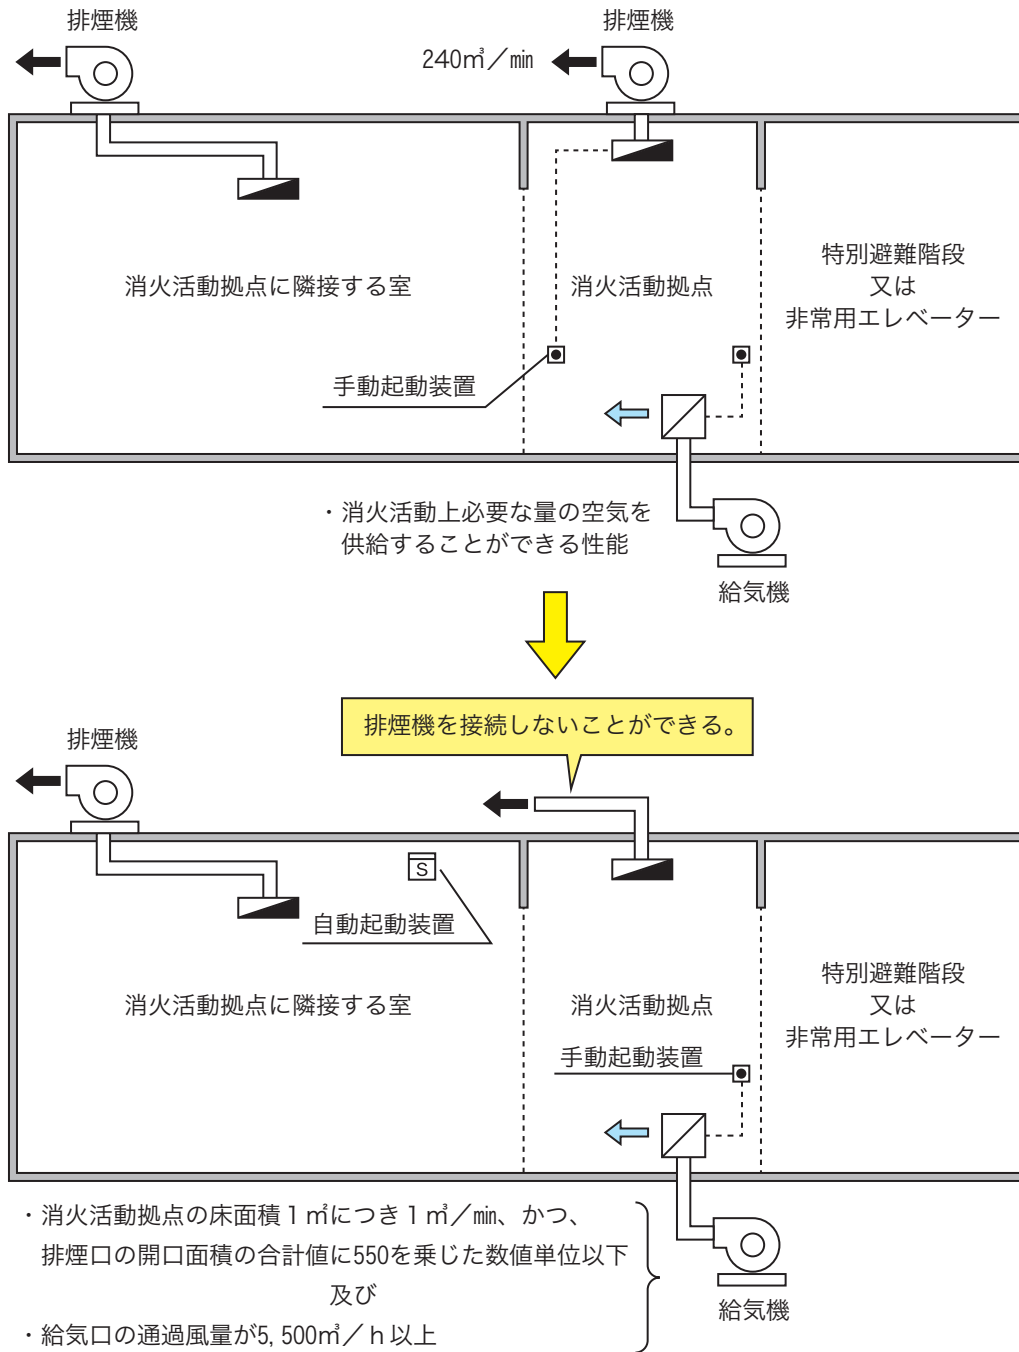 排煙機
排煙機
240㎥／㎜in
消火活動拠点に隣接する室
消火活動拠点
特別避難階段
又は
非常用エレベーター
手動起動装置
・消火活動上必要な量の空気を
供給することができる性能
給気機
排煙機を接続しないことができる。
排煙機
S
自動起動装置
消火活動拠点に隣接する室
消火活動拠点
特別避難階段
又は
非常用エレベーター
手動起動装置
・消火活動拠点の床面積１㎡につき１㎥／min、かつ、
排煙口の開口面積の合計値に550を乗じた数値単位以下
及び
・給気口の通過風量が5,500㎥／ｈ以上
給気機